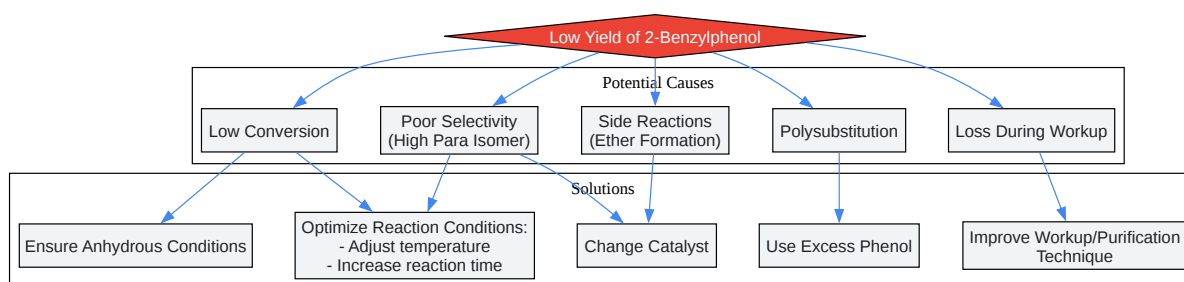 Low Yield of 2-Benzylphenol
Potential Causes
Low Conversion
Poor Selectivity
(High Para Isomer)
Side Reactions
(Ether Formation)
Polysubstitution
Loss During Workup
Solutions
Ensure Anhydrous Conditions
Optimize Reaction Conditions:
- Adjust temperature
- Increase reaction time
Change Catalyst
Use Excess Phenol
Improve Workup/Purification
Technique